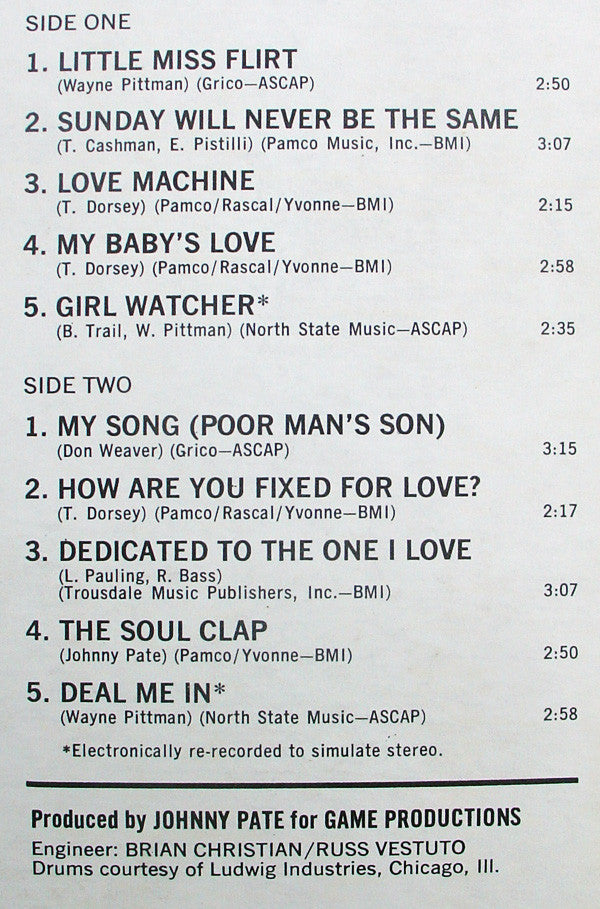 SIDE ONE
1. LITTLE MISS FLIRT
(Wayne Pittman) (Grico—ASCAP) 2:50
2. SUNDAY WILL NEVER BE THE SAME
(T. Cashman, E. Pistilli) (Pamco Music, Inc.—BMI) 3:07
3. LOVE MACHINE
(T. Dorsey) (Pamco/Rascal/Yvonne—BMI) 2:15
4. MY BABY'S LOVE
(T. Dorsey) (Pamco/Rascal/Yvonne—BMI) 2:58
5. GIRL WATCHER*
(B. Trail, W. Pittman) (North State Music—ASCAP) 2:35
SIDE TWO
1. MY SONG (POOR MAN'S SON)
(Don Weaver) (Grico—ASCAP) 3:15
2. HOW ARE YOU FIXED FOR LOVE?
(T. Dorsey) (Pamco/Rascal/Yvonne—BMI) 2:17
3. DEDICATED TO THE ONE I LOVE
(L. Pauling, R. Bass)
(Trousdale Music Publishers, Inc.—BMI) 3:07
4. THE SOUL CLAP
(Johnny Pate) (Pamco/Yvonne—BMI) 2:50
5. DEAL ME IN*
(Wayne Pittman) (North State Music—ASCAP) 2:58
*Electronically re-recorded to simulate stereo.
Produced by JOHNNY PATE for GAME PRODUCTIONS
Engineer: BRIAN CHRISTIAN/RUSS VESTUTO
Drums courtesy of Ludwig Industries, Chicago, Ill.